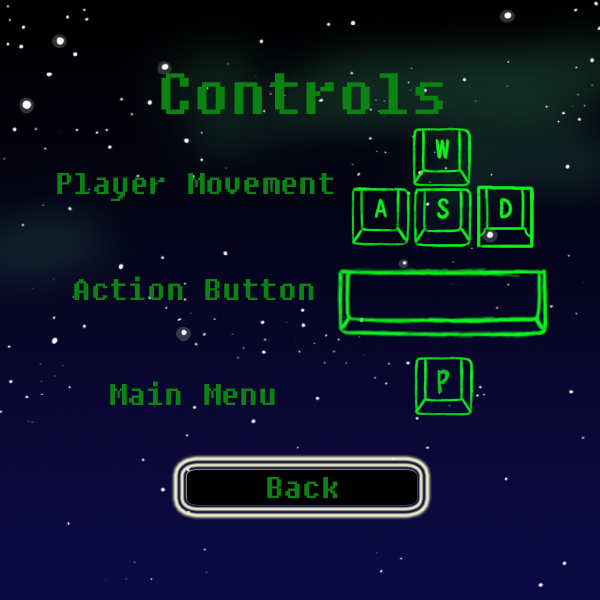 Controls
W
Player Movement
A S D
Action Button
Main Menu P
Back